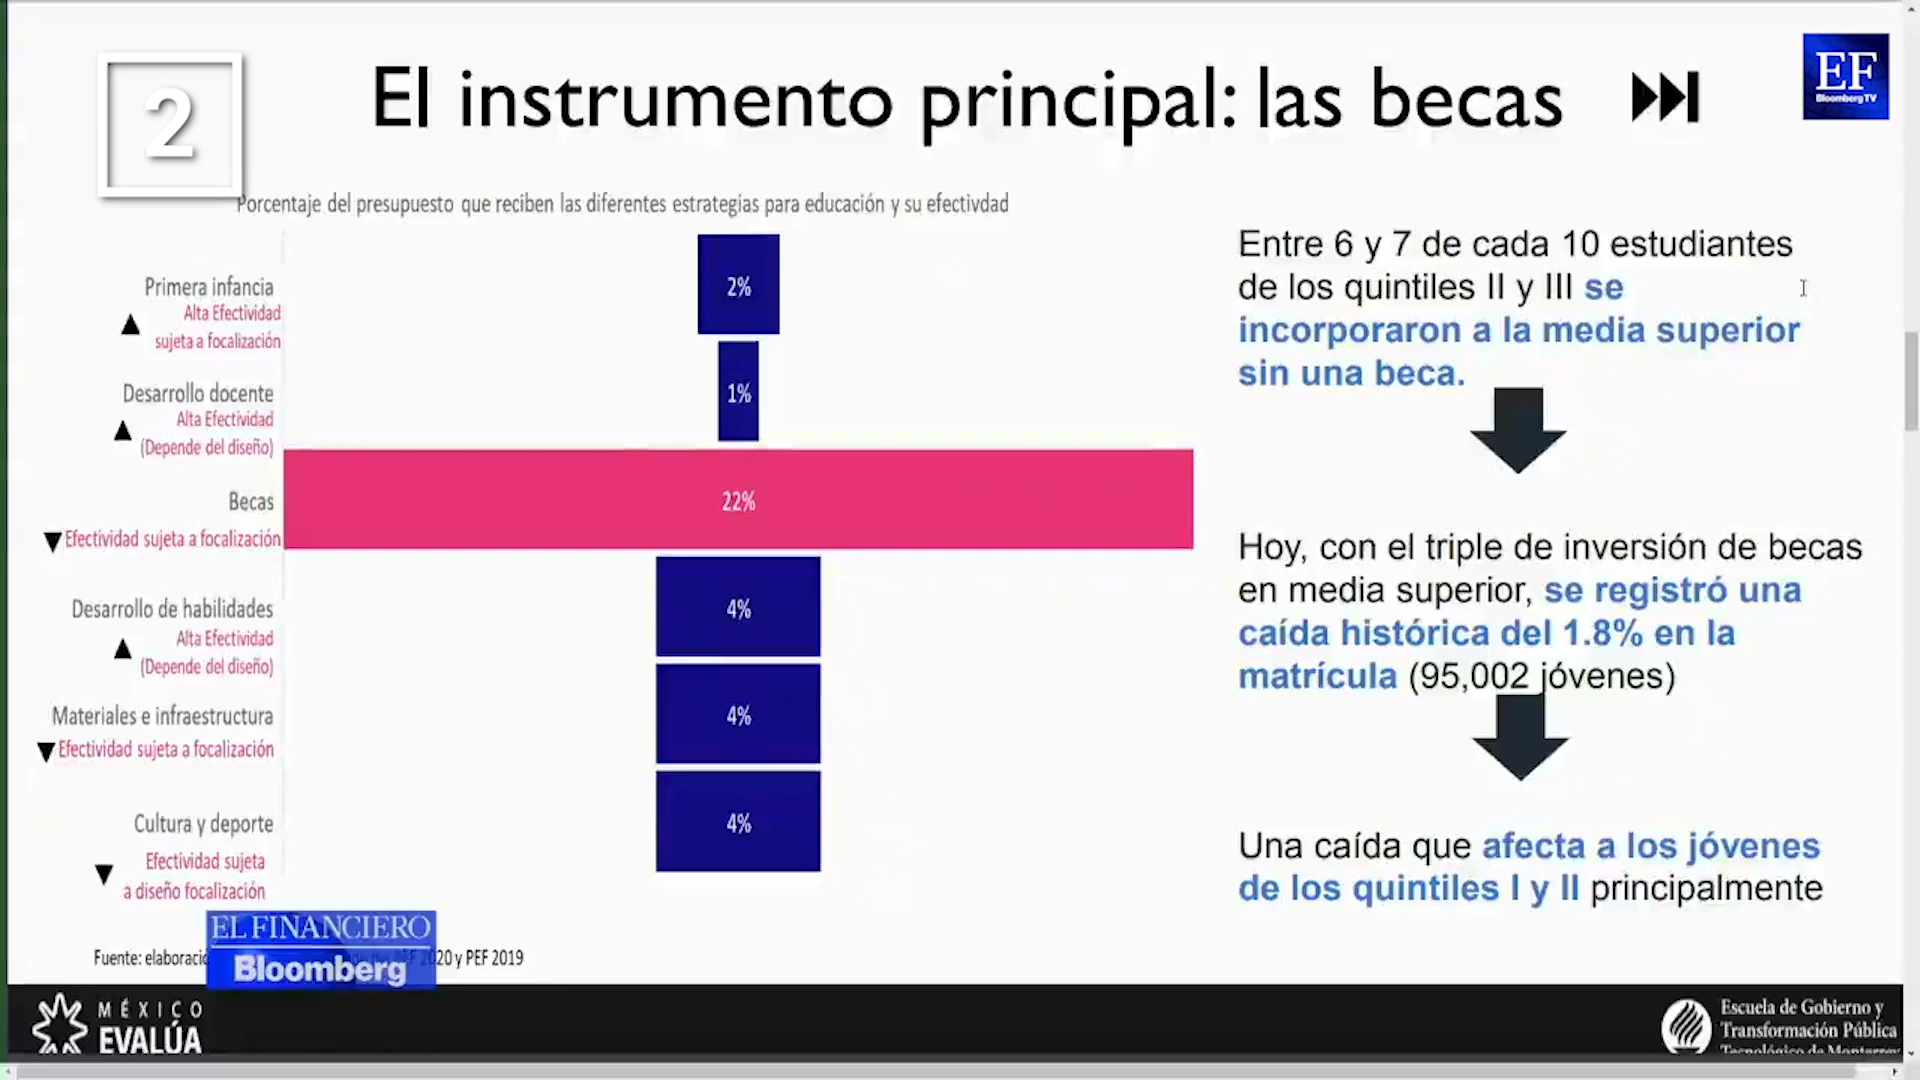 2
El instrumento principal: las becas
EF
Bloomberg TV
Porcentaje del presupuesto que reciben las diferentes estrategias para educación y su efectivdad
Primera infancia
Alta Efectividad
sujeta a focalización
2%
Desarrollo docente
Alta Efectividad
(Depende del diseño)
1%
Becas
Efectividad sujeta a focalización
22%
Desarrollo de habilidades
Alta Efectividad
(Depende del diseño)
4%
Materiales e infraestructura
Efectividad sujeta a focalización
4%
Cultura y deporte
Efectividad sujeta
a diseño focalización
4%
Entre 6 y 7 de cada 10 estudiantes
de los quintiles II y III se
incorporaron a la media superior
sin una beca.
Hoy, con el triple de inversión de becas
en media superior, se registró una
caída histórica del 1.8% en la
matrícula (95,002 jóvenes)
Una caída que afecta a los jóvenes
de los quintiles I y II principalmente
EL FINANCIERO
Bloomberg
Fuente: 20 y PEF 2019
MÉXICO
EVALÚA
Escuela de Gobierno y
Transformación Pública
Tecnológico de Monterrey